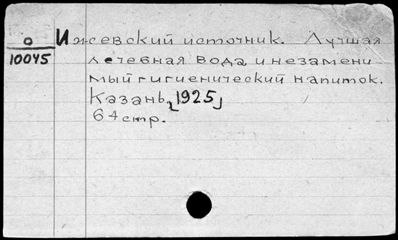 О
10045
Ижевский источник. Лучшая
лечебная вода и незамени
мый гигиенический напиток.
Казань, [1925]
64 стр.